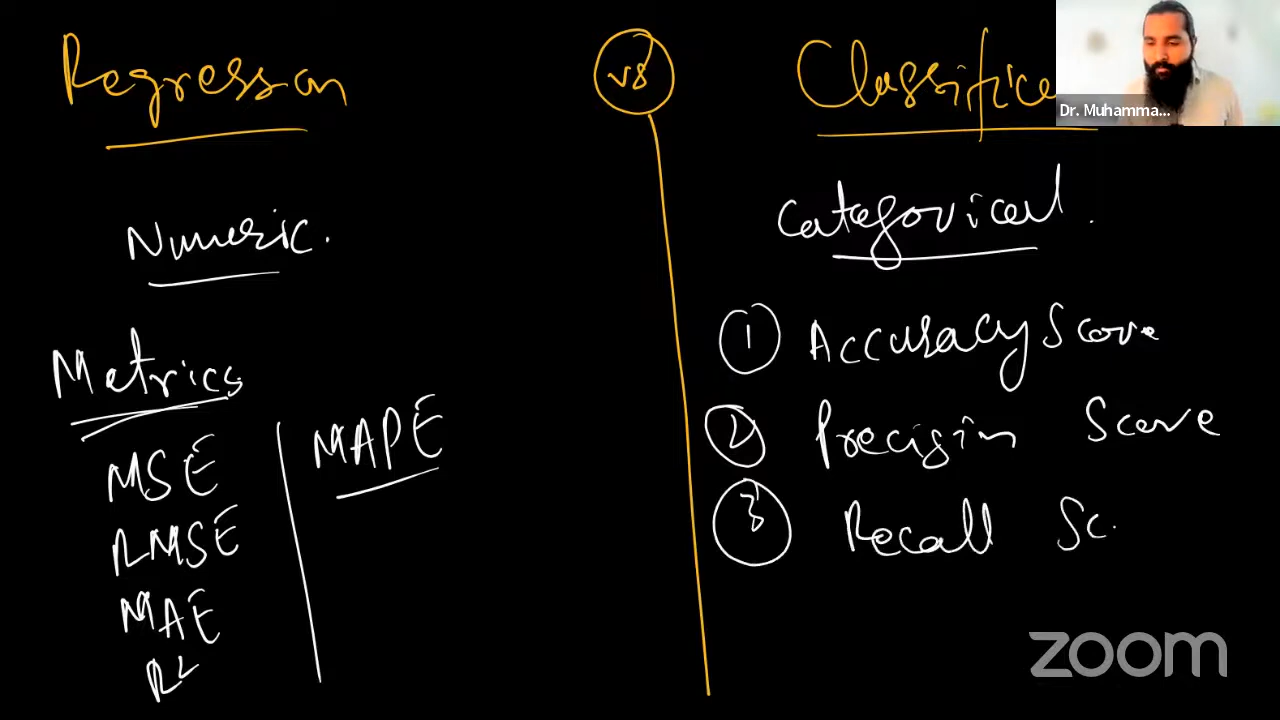 Regression
vs
Classifica
Dr. Muhamma...
Numeric.
Categorical.
Metrics
MSE
RMSE
MAE
R2
MAPE
1 Accuracy Score
2 Precision Score
3 Recall Sc.
zoom